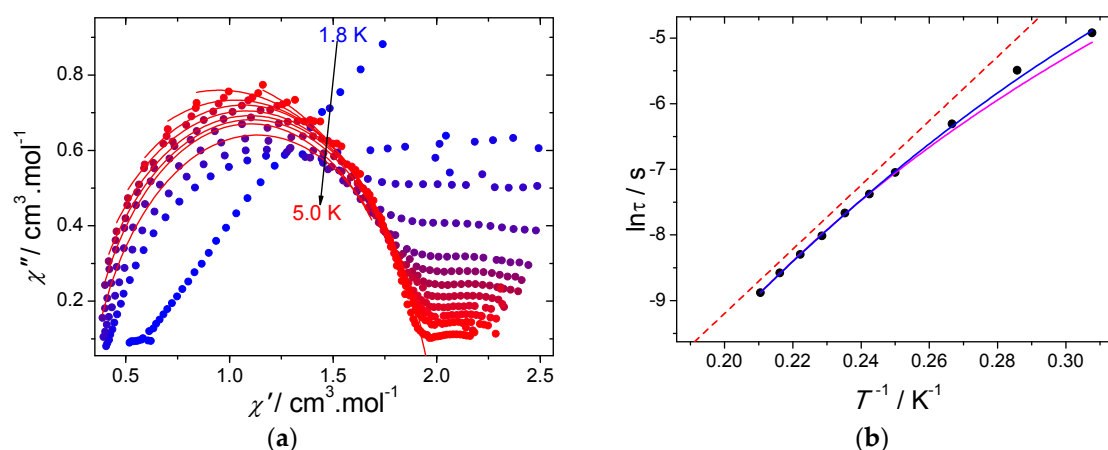 1.8 K
5.0 K
0.8
0.6
0.4
0.2
χ″/ cm³.mol⁻¹
0.5 1.0 1.5 2.0 2.5
χ′/ cm³.mol⁻¹
(a)
-5
-6
-7
-8
-9
lnτ / s
0.20 0.22 0.24 0.26 0.28 0.30
T⁻¹ / K⁻¹
(b)